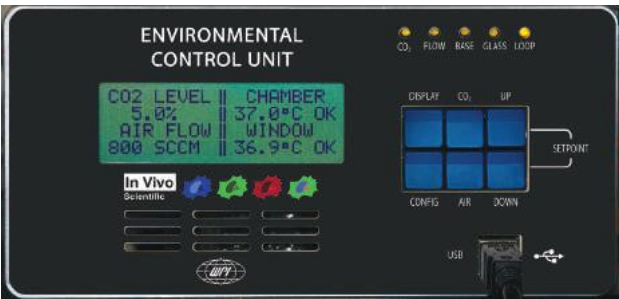 ENVIRONMENTAL
CONTROL UNIT
CO₂ FLOW BASE GLASS LOOP
CO2 LEVEL || CHAMBER
5.0% || 37.0°C OK
AIR FLOW || WINDOW
800 SCCM || 36.9°C OK
DISPLAY CO₂ UP
SETPOINT
CONFIG AIR DOWN
In Vivo
Scientific
WPI
USB